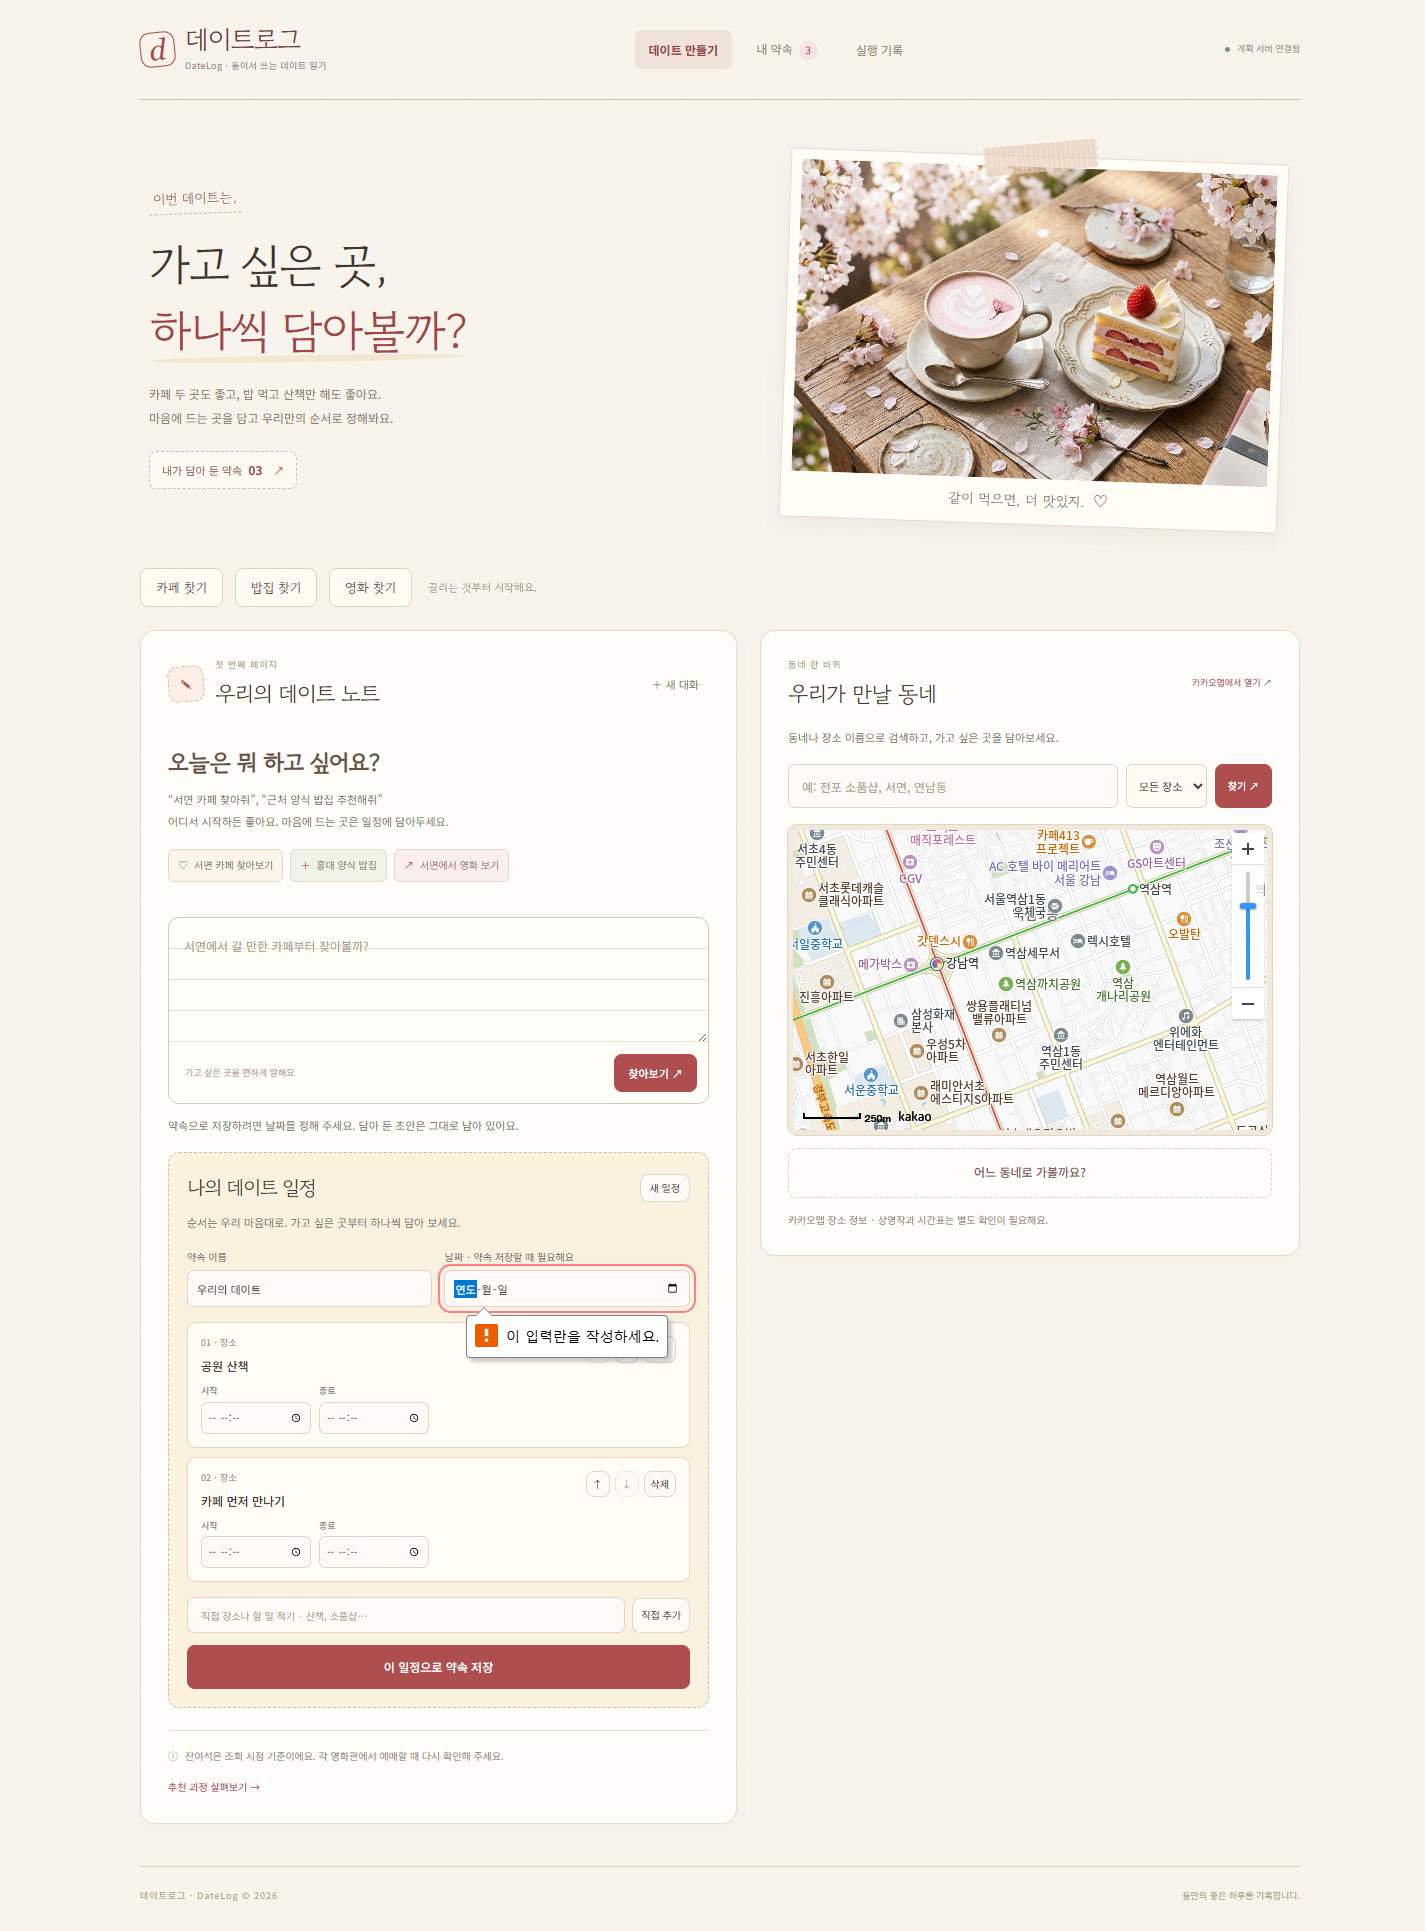 d 데이트로그
DateLog · 둘이서 쓰는 데이트 일기
데이트 만들기
내 약속 3
실행 기록
계획 서버 연결됨
이번 데이트는,
가고 싶은 곳,
하나씩 담아볼까?
카페 두 곳도 좋고, 밥 먹고 산책만 해도 좋아요.
마음에 드는 곳을 담고 우리만의 순서로 정해봐요.
내가 담아 둔 약속 03 ↗
같이 먹으면, 더 맛있지. ♡
카페 찾기
밥집 찾기
영화 찾기
끌리는 것부터 시작해요.
첫 번째 페이지
우리의 데이트 노트
+ 새 대화
오늘은 뭐 하고 싶어요?
“서면 카페 찾아줘”, “근처 양식 밥집 추천해줘”
어디서 시작하든 좋아요. 마음에 드는 곳은 일정에 담아두세요.
♡ 서면 카페 찾아보기
+ 홍대 양식 밥집
↗ 서면에서 영화 보기
서면에서 갈 만한 카페부터 찾아볼까?
가고 싶은 곳을 편하게 말해요
찾아보기 ↗
약속으로 저장하려면 날짜를 정해 주세요. 담아 둔 초안은 그대로 남아 있어요.
나의 데이트 일정
새 일정
순서는 우리 마음대로. 가고 싶은 곳부터 하나씩 담아 보세요.
약속 이름
날짜 · 약속 저장할 때 필요해요
우리의 데이트
연도-월-일
! 이 입력란을 작성하세요.
01 · 장소
공원 산책
시작
종료
-- --:--
-- --:--
02 · 장소
↑
↓
삭제
카페 먼저 만나기
시작
종료
-- --:--
-- --:--
직접 장소나 할 일 적기 · 산책, 소품샵…
직접 추가
이 일정으로 약속 저장
ⓘ 잔여석은 조회 시점 기준이에요. 각 영화관에서 예매할 때 다시 확인해 주세요.
추천 과정 살펴보기 →
동네 한 바퀴
우리가 만날 동네
카카오맵에서 열기 ↗
동네나 장소 이름으로 검색하고, 가고 싶은 곳을 담아보세요.
예: 전포 소품샵, 서면, 연남동
모든 장소
찾기 ↗
서초4동
주민센터
매직포레스트
카페413
프로젝트
CGV
AC 호텔 바이 메리어트
서울 강남
GS아트센터
서초롯데캐슬
클래식아파트
서울역삼1동
우체국
역삼역
오발탄
서일중학교
갓덴스시
역삼세무서
렉시호텔
메가박스
강남역
진흥아파트
역삼까치공원
역삼
개나리공원
삼성화재
본사
쌍용플래티넘
밸류아파트
위에화
엔터테인먼트
우성5차
아파트
역삼1동
주민센터
서초한일
아파트
서운중학교
래미안서초
에스티지S아파트
역삼월드
메르디앙아파트
경부고속도
250m kakao
어느 동네로 가볼까요?
카카오맵 장소 정보 · 상영작과 시간표는 별도 확인이 필요해요.
데이트로그 · DateLog © 2026
둘만의 좋은 하루를 기록합니다.